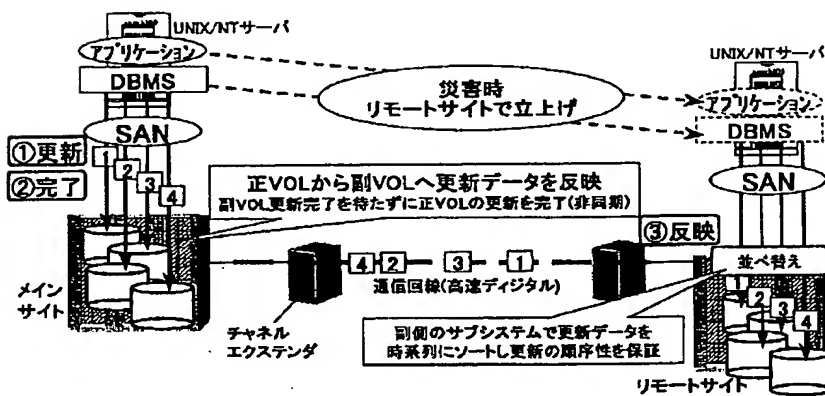 UNIX/NTサーバ
アプリケーション
DBMS
SAN
①更新
②完了
1
2
3
4
災害時
リモートサイトで立上げ
UNIX/NTサーバ
アプリケーション
DBMS
SAN
正VOLから副VOLへ更新データを反映
副VOL更新完了を待たずに正VOLの更新を完了(非同期)
③反映
並べ替え
4 2 3 1
通信回線(高速ディジタル)
メイン
サイト
チャネル
エクステンダ
副側のサブシステムで更新データを
時系列にソートし更新の順序性を保証
2
3
4
リモートサイト